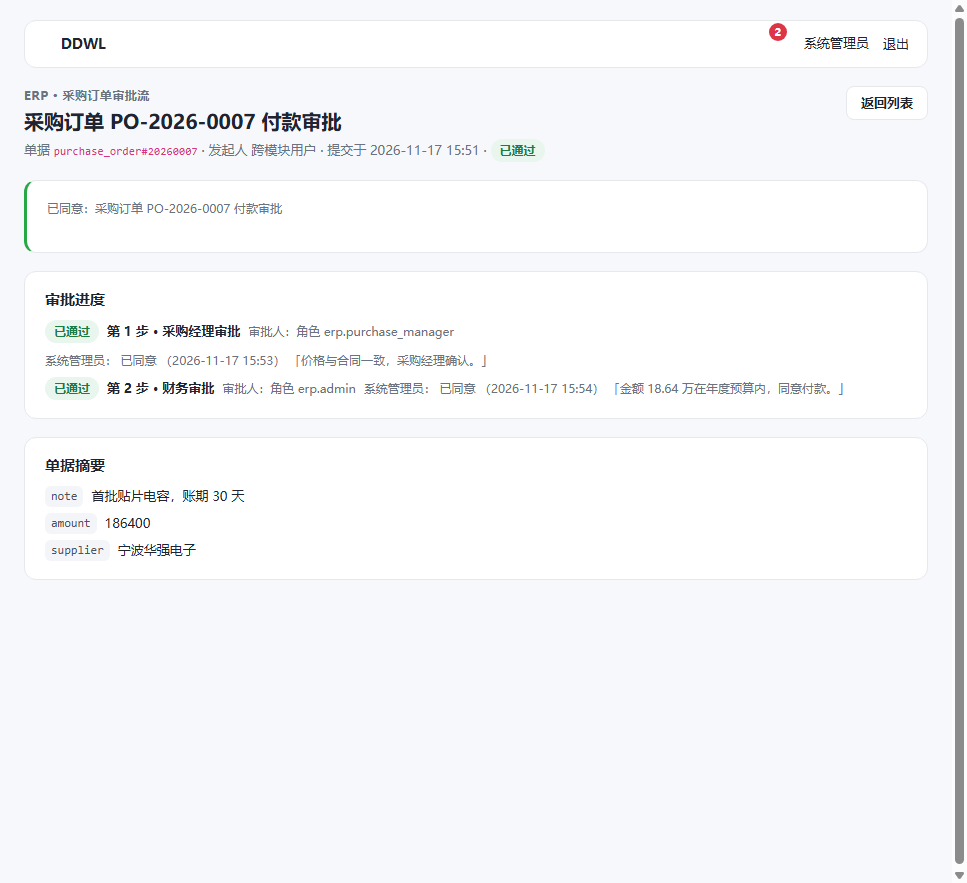 DDWL
2
系统管理员 退出
ERP • 采购订单审批流
返回列表
采购订单 PO-2026-0007 付款审批
单据 purchase_order#20260007 · 发起人 跨模块用户 · 提交于 2026-11-17 15:51 · 已通过
已同意：采购订单 PO-2026-0007 付款审批
审批进度
已通过 第 1 步 • 采购经理审批 审批人：角色 erp.purchase_manager
系统管理员： 已同意 （2026-11-17 15:53） 「价格与合同一致，采购经理确认。」
已通过 第 2 步 • 财务审批 审批人：角色 erp.admin 系统管理员： 已同意 （2026-11-17 15:54） 「金额 18.64 万在年度预算内，同意付款。」
单据摘要
note 首批贴片电容，账期 30 天
amount 186400
supplier 宁波华强电子